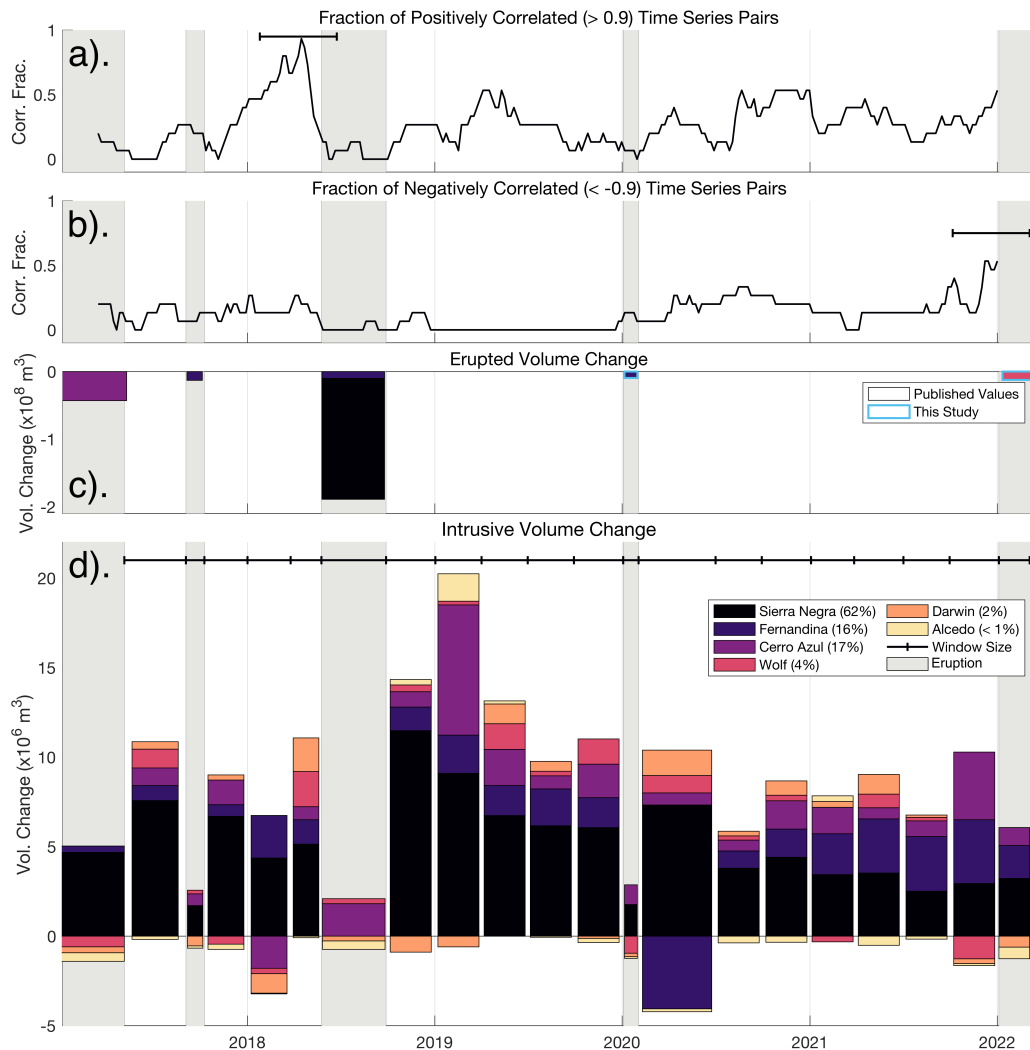 Fraction of Positively Correlated (> 0.9) Time Series Pairs
a).
Corr. Frac.
1
0.5
0
Fraction of Negatively Correlated (< -0.9) Time Series Pairs
b).
Corr. Frac.
1
0.5
0
Erupted Volume Change
c).
Vol. Change (x10⁸ m³)
0
-1
-2
Published Values
This Study
Intrusive Volume Change
d).
Vol. Change (x10⁶ m³)
20
15
10
5
0
-5
Sierra Negra (62%)
Fernandina (16%)
Cerro Azul (17%)
Wolf (4%)
Darwin (2%)
Alcedo (< 1%)
Window Size
Eruption
2018
2019
2020
2021
2022